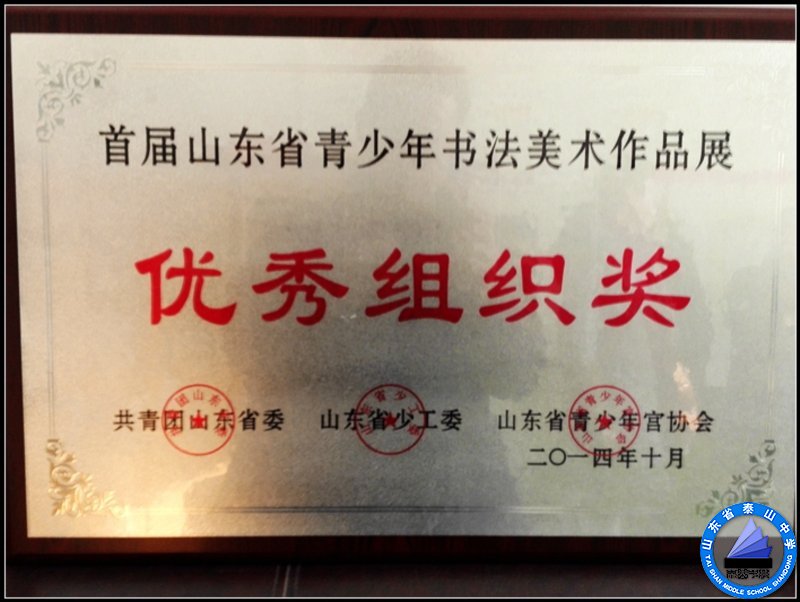 首届山东省青少年书法美术作品展
优秀组织奖
共青团山东省委 山东省少工委 山东省青少年宫协会
二〇一四年十月
山东省泰山中学
TAI SHAN MIDDLE SCHOOL SHANDONG